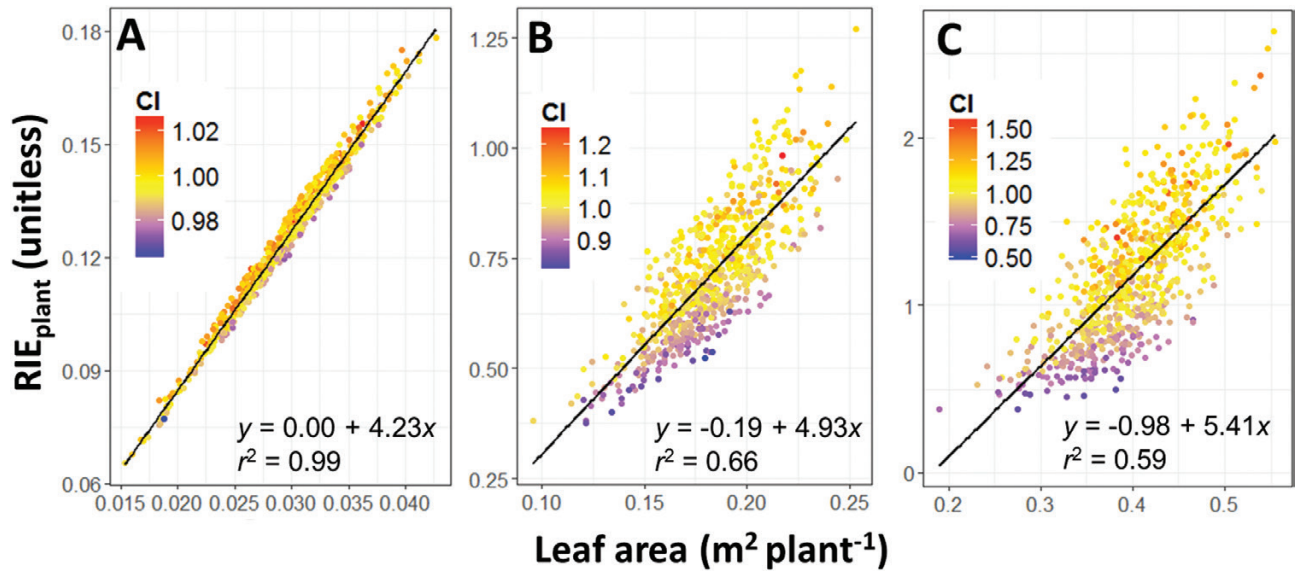 A
B
C
RIEplant (unitless)
0.18
0.15
0.12
0.09
0.06
CI
1.02
1.00
0.98
y = 0.00 + 4.23x
r² = 0.99
0.015 0.020 0.025 0.030 0.035 0.040
1.25
1.00
0.75
0.50
0.25
CI
1.2
1.1
1.0
0.9
y = -0.19 + 4.93x
r² = 0.66
0.10 0.15 0.20 0.25
2
1
0
CI
1.50
1.25
1.00
0.75
0.50
y = -0.98 + 5.41x
r² = 0.59
0.2 0.3 0.4 0.5
Leaf area (m² plant⁻¹)